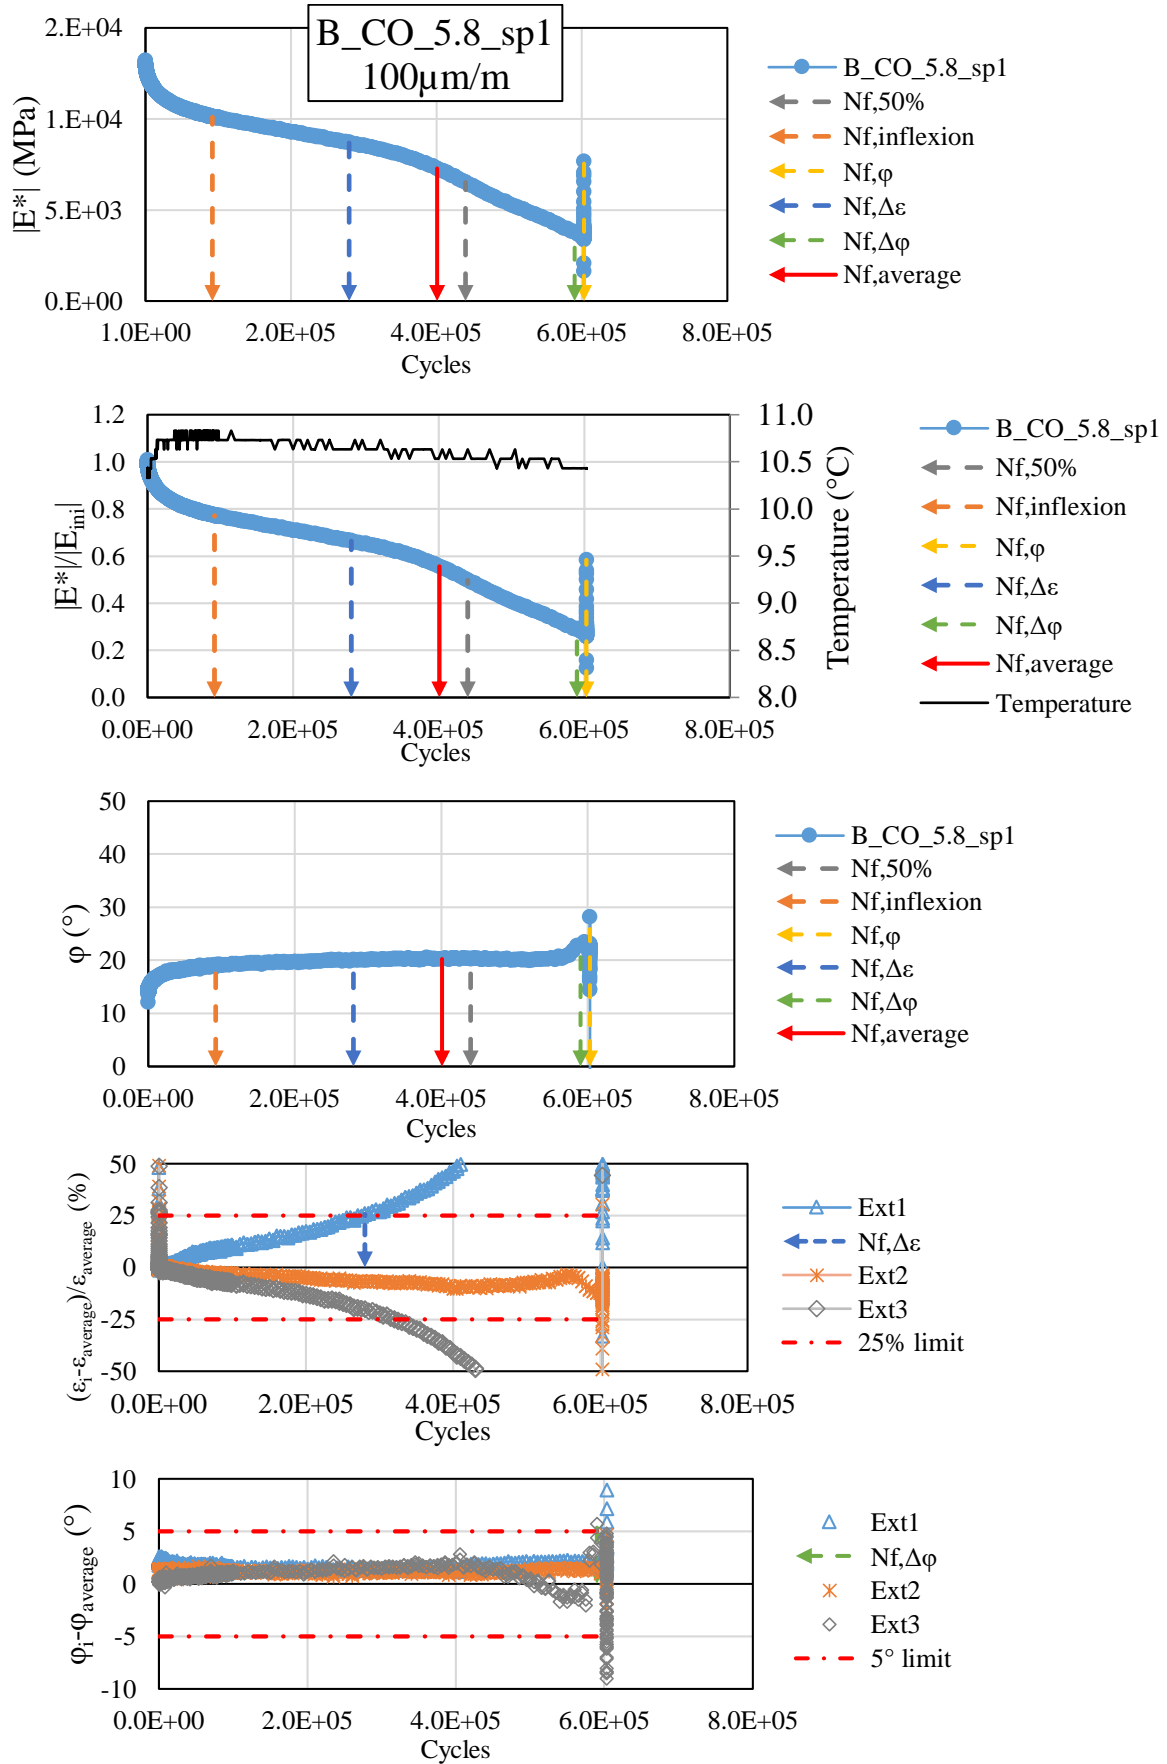 B_CO_5.8_sp1
100µm/m
|E*| (MPa)
2.E+04
1.E+04
5.E+03
0.E+00
1.0E+00 2.0E+05 4.0E+05 6.0E+05 8.0E+05
Cycles
B_CO_5.8_sp1
Nf,50%
Nf,inflexion
Nf,φ
Nf,Δε
Nf,Δφ
Nf,average
|E*|/|E_ini|
1.2
1.0
0.8
0.6
0.4
0.2
0.0
0.0E+00 2.0E+05 4.0E+05 6.0E+05 8.0E+05
Cycles
11.0
10.5
10.0
9.5
9.0
8.5
8.0
Temperature (°C)
B_CO_5.8_sp1
Nf,50%
Nf,inflexion
Nf,φ
Nf,Δε
Nf,Δφ
Nf,average
Temperature
φ (°)
50
40
30
20
10
0
0.0E+00 2.0E+05 4.0E+05 6.0E+05 8.0E+05
Cycles
B_CO_5.8_sp1
Nf,50%
Nf,inflexion
Nf,φ
Nf,Δε
Nf,Δφ
Nf,average
(ε_i-ε_average)/ε_average (%)
50
25
0
-25
-50
0.0E+00 2.0E+05 4.0E+05 6.0E+05 8.0E+05
Cycles
Ext1
Nf,Δε
Ext2
Ext3
25% limit
φ_i-φ_average (°)
10
5
0
-5
-10
0.0E+00 2.0E+05 4.0E+05 6.0E+05 8.0E+05
Cycles
Ext1
Nf,Δφ
Ext2
Ext3
5° limit